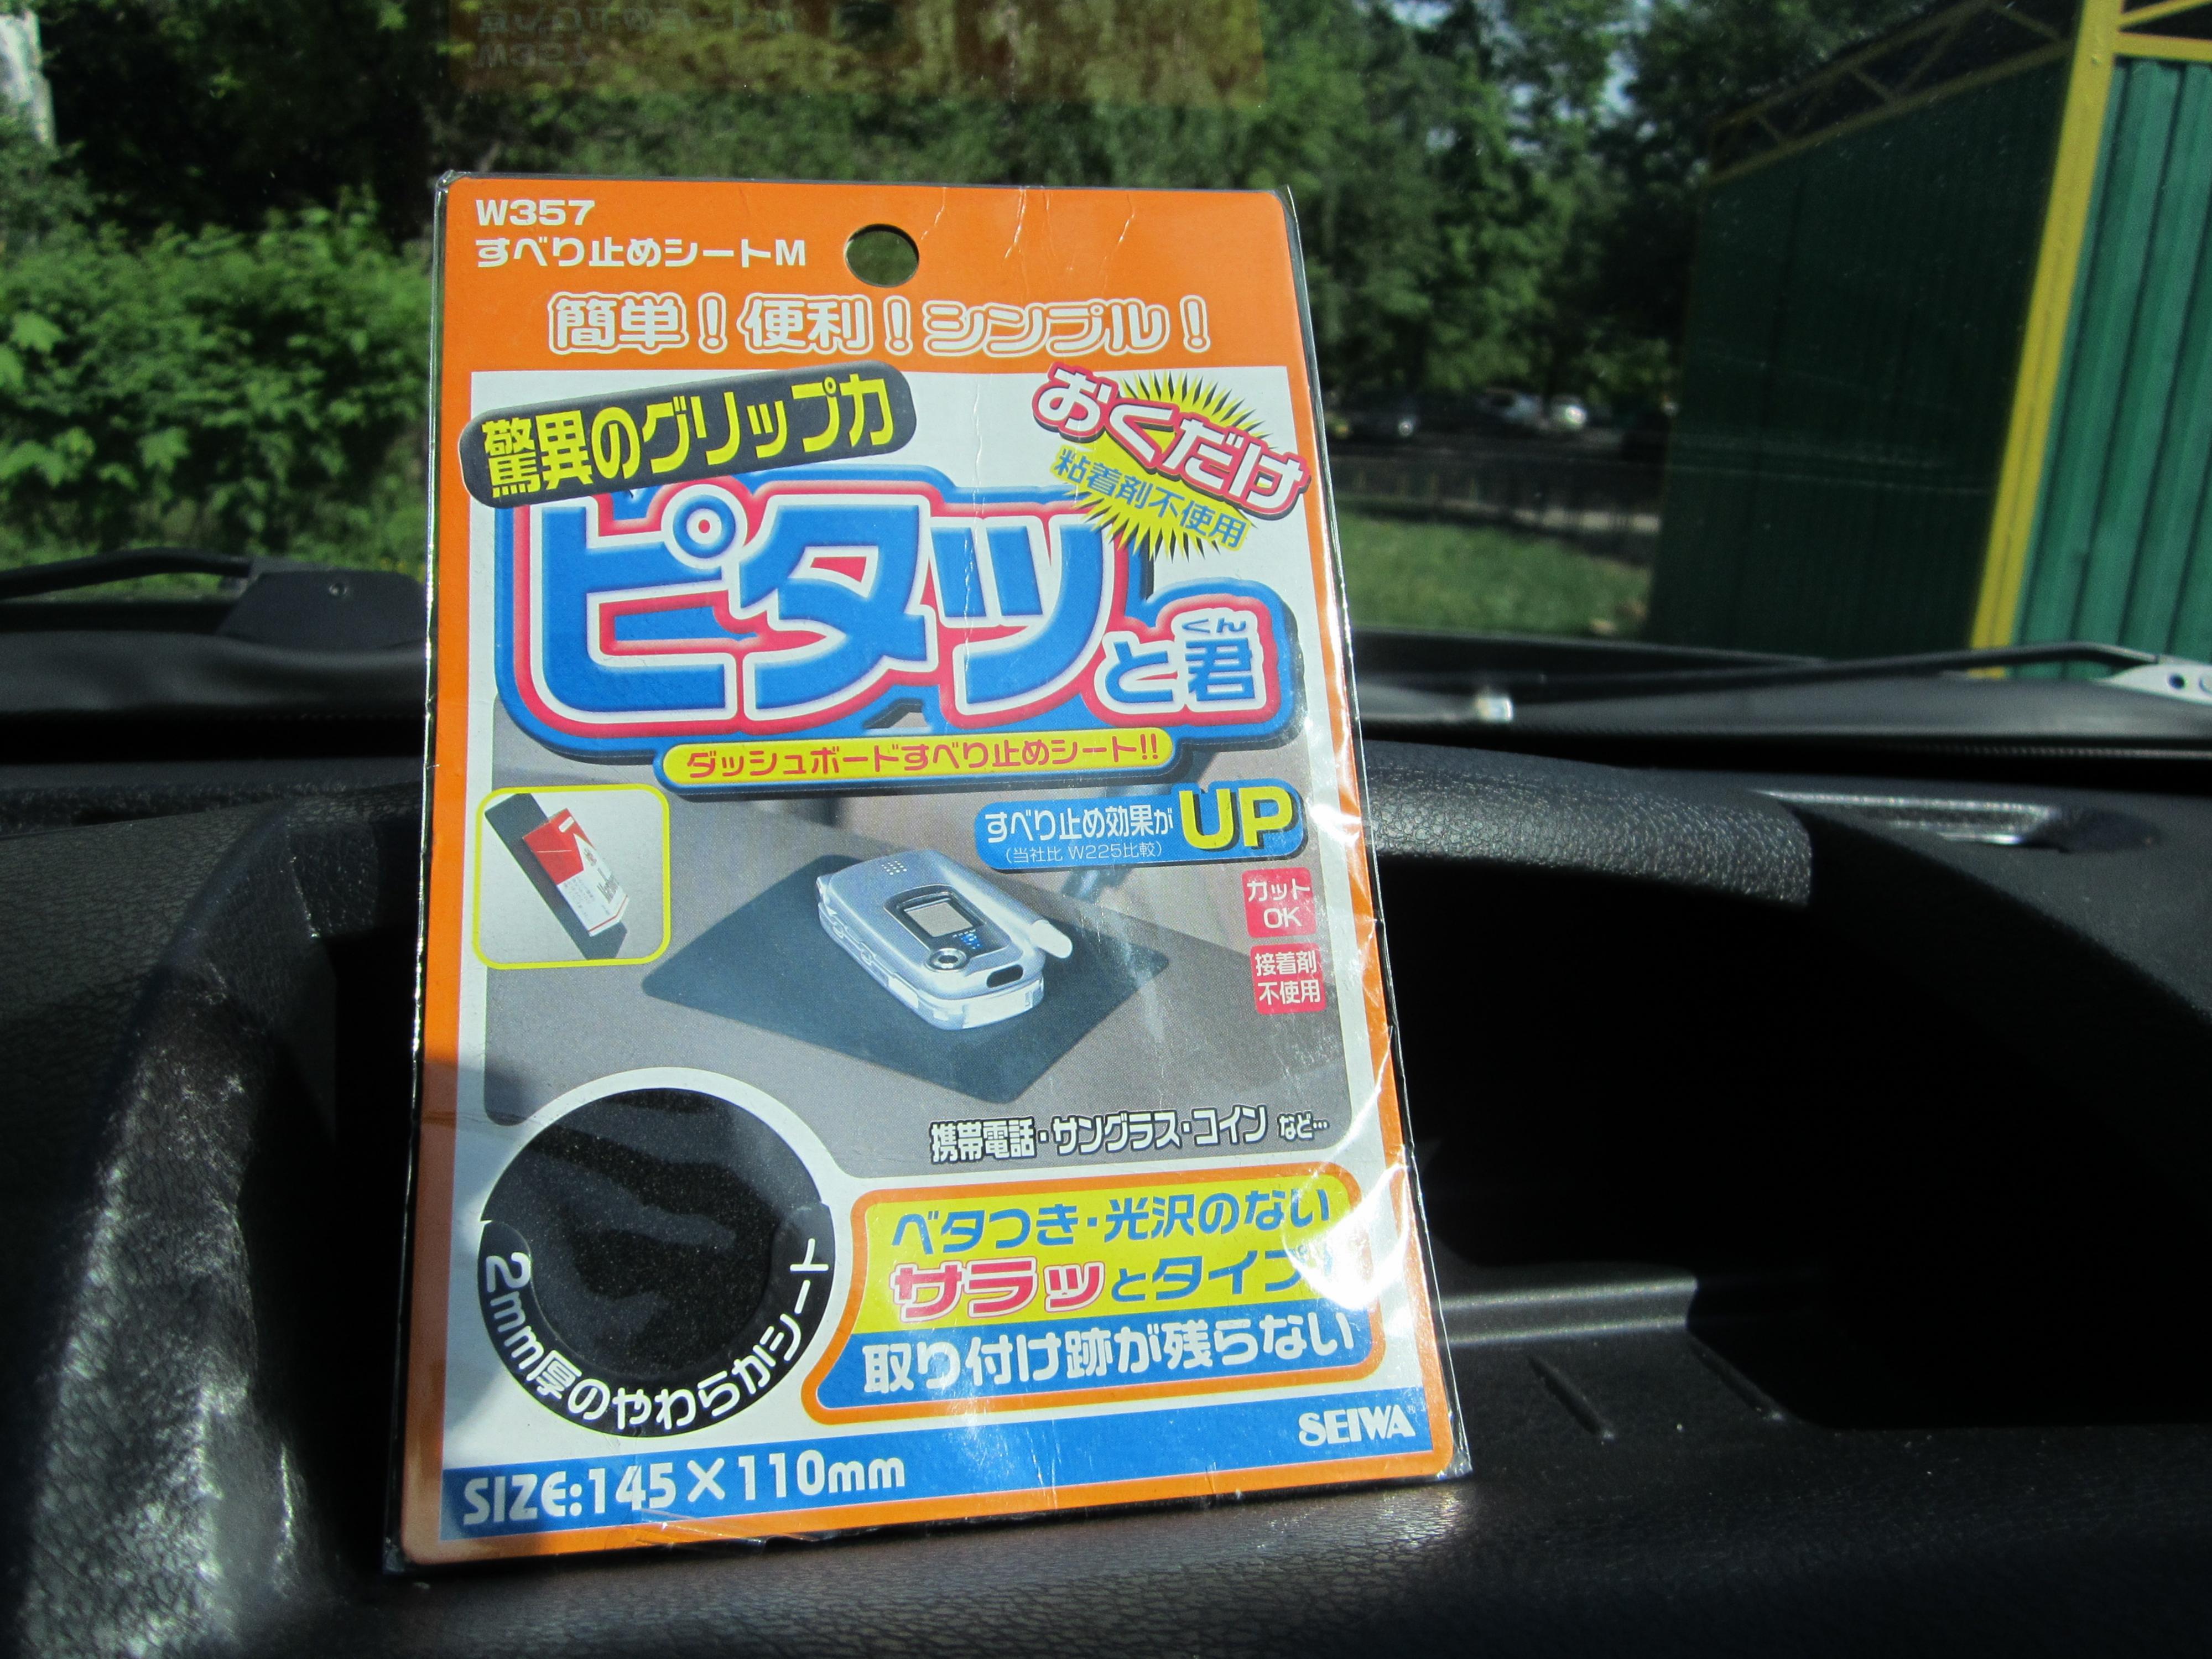 W357
すべり止めシートM
簡単！便利！シンプル！
驚異のグリップ力
おくだけ
粘着剤不使用
ピタッと君
くん
ダッシュボードすべり止めシート!!
すべり止め効果がUP
(当社比 W225比較)
カット
OK
接着剤
不使用
携帯電話・サングラス・コイン など…
ベタつき・光沢のない
サラッとタイプ!
取り付け跡が残らない
2mm厚のやわらかシート
SEIWA
SIZE:145×110mm